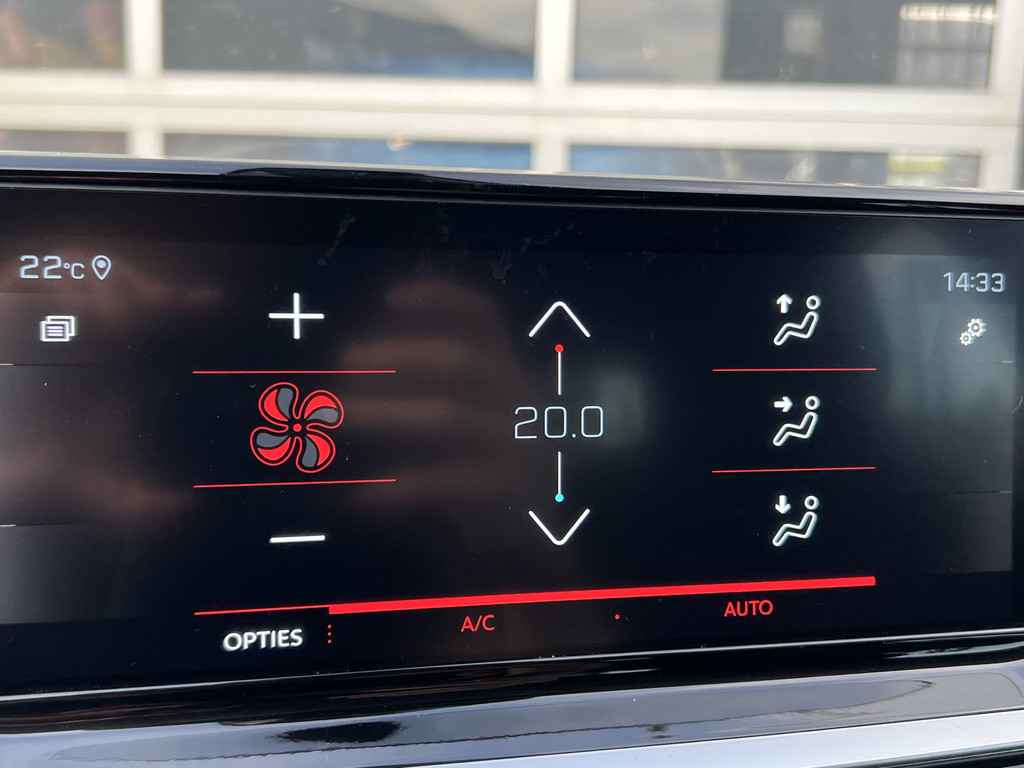 22°C
14:33
20.0
OPTIES
A/C
AUTO